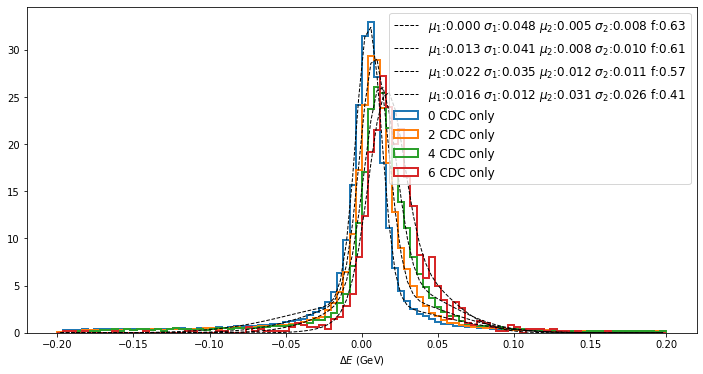 μ₁:0.000 σ₁:0.048 μ₂:0.005 σ₂:0.008 f:0.63
μ₁:0.013 σ₁:0.041 μ₂:0.008 σ₂:0.010 f:0.61
μ₁:0.022 σ₁:0.035 μ₂:0.012 σ₂:0.011 f:0.57
μ₁:0.016 σ₁:0.012 μ₂:0.031 σ₂:0.026 f:0.41
0 CDC only
2 CDC only
4 CDC only
6 CDC only
30
25
20
15
10
5
0
−0.20 −0.15 −0.10 −0.05 0.00 0.05 0.10 0.15 0.20
ΔE (GeV)